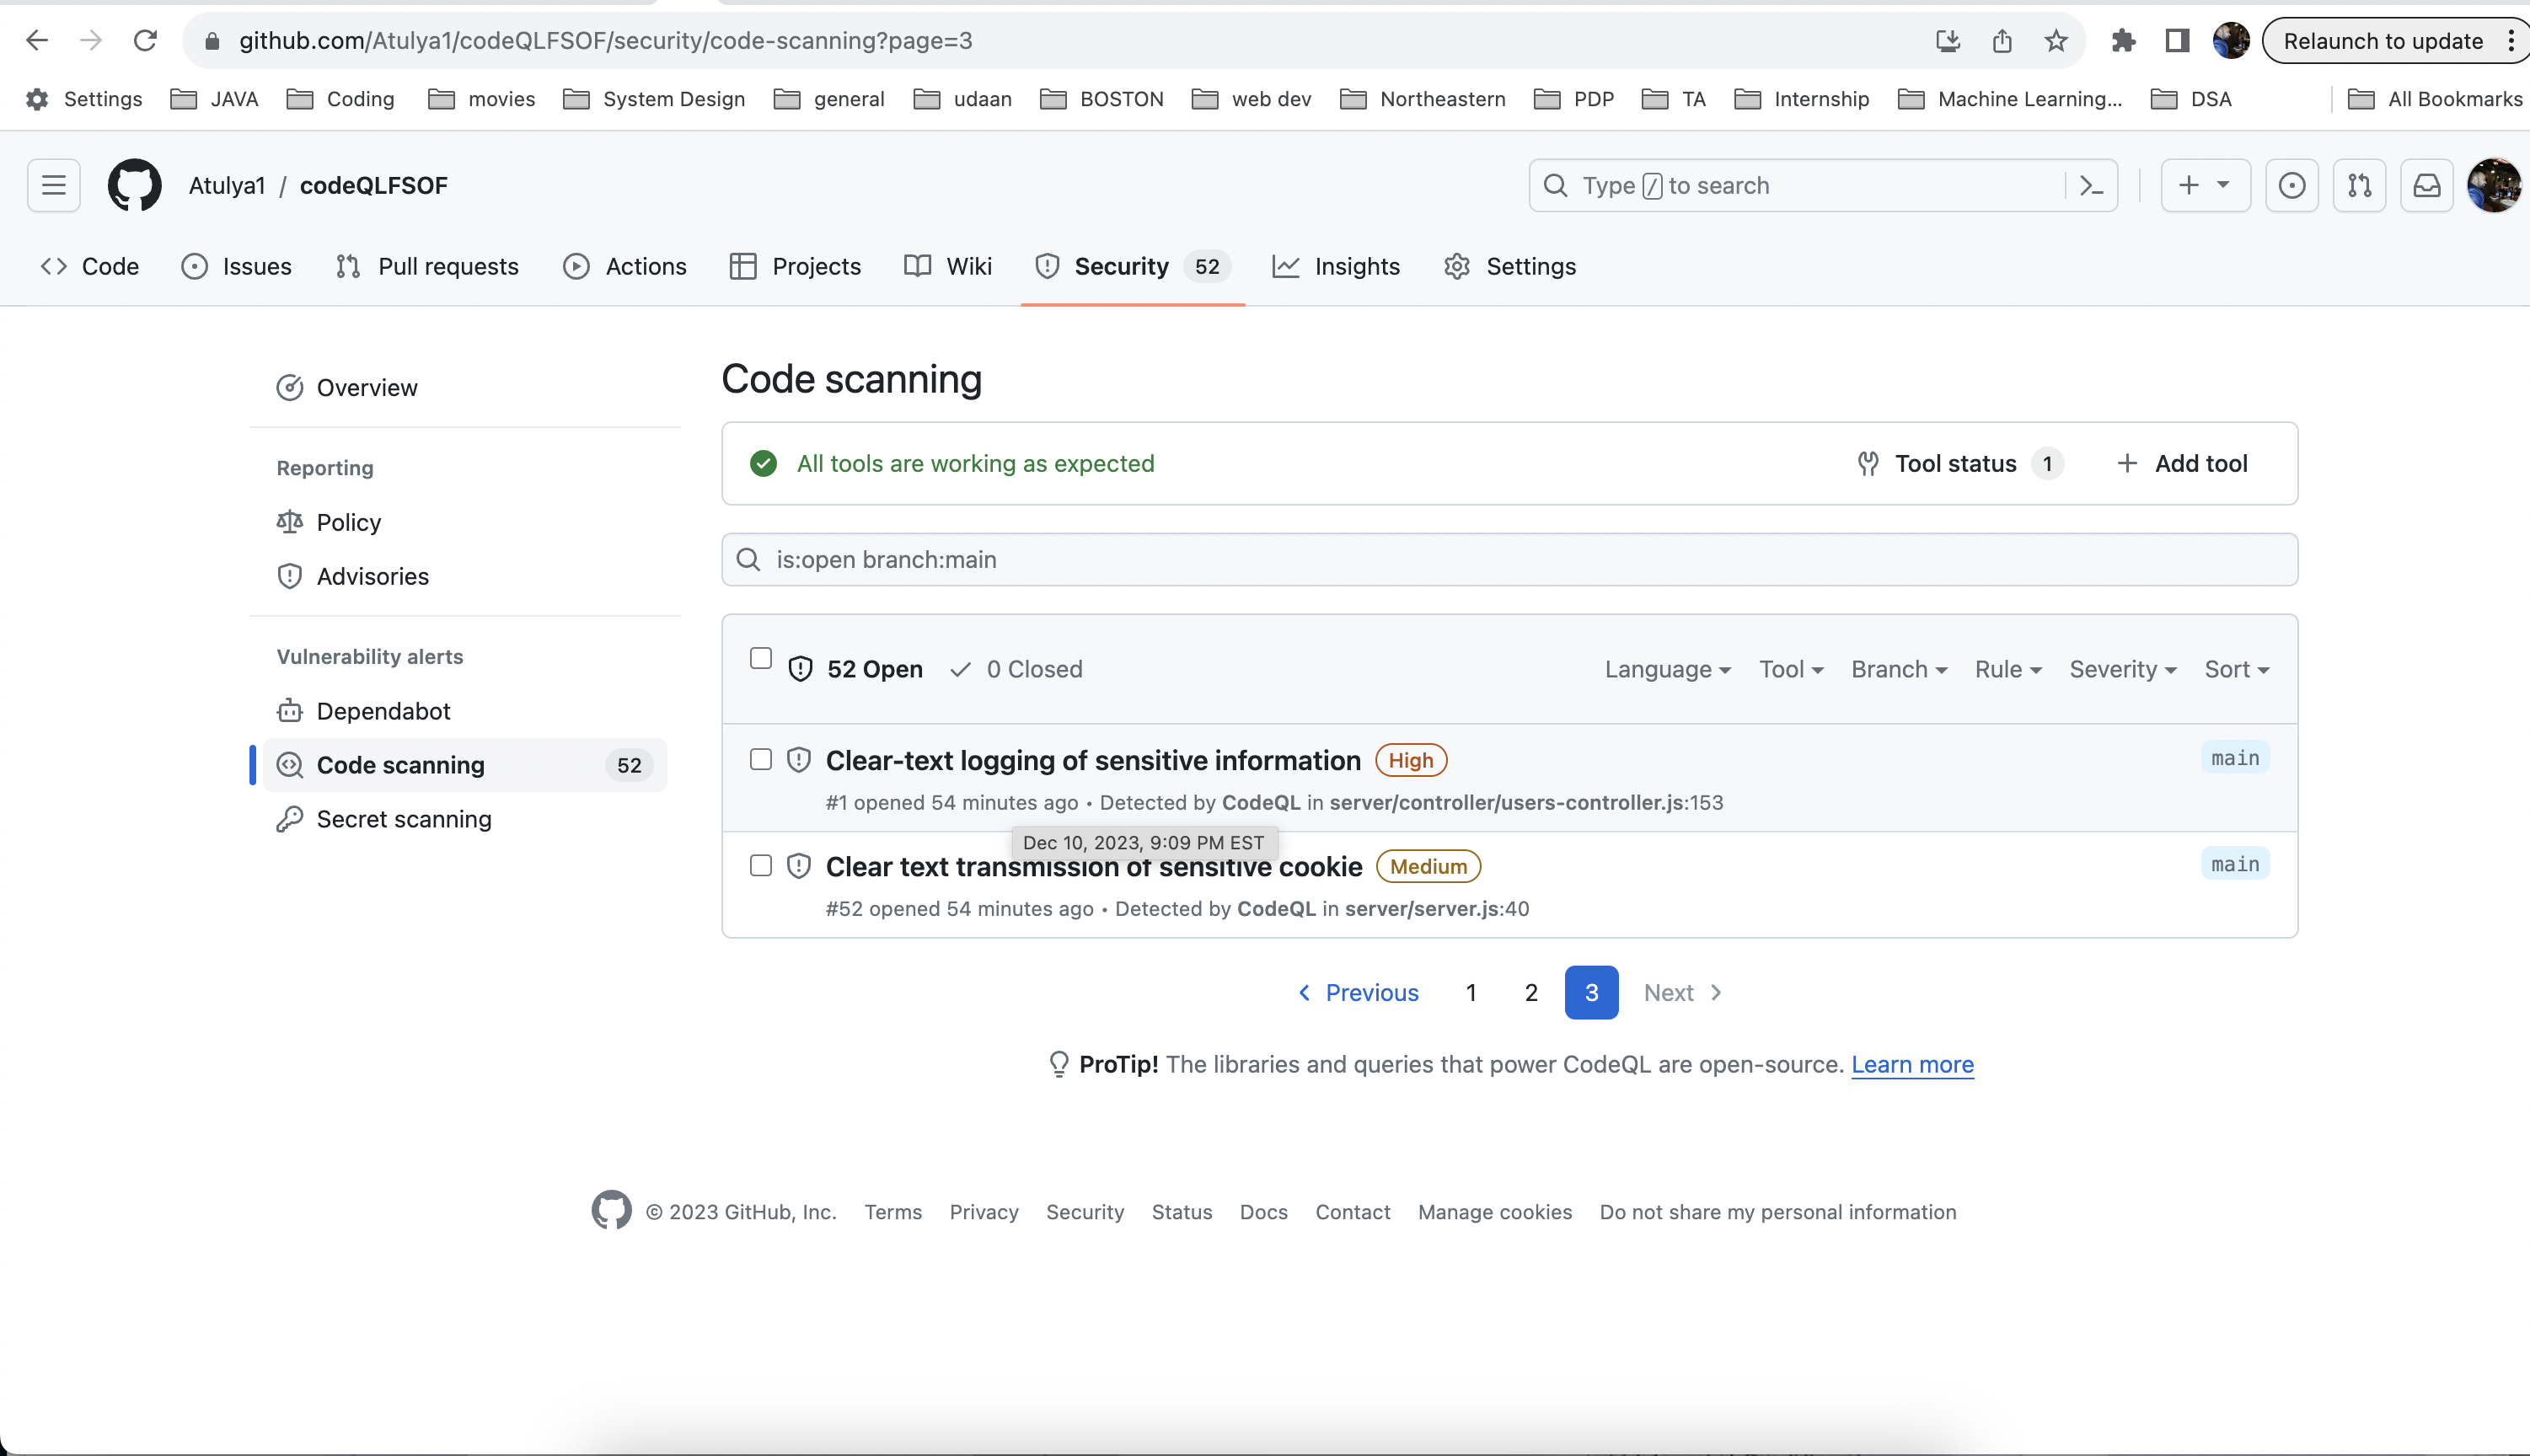 github.com/Atulya1/codeQLFSOF/security/code-scanning?page=3
Relaunch to update
Settings JAVA Coding movies System Design general udaan BOSTON web dev Northeastern PDP TA Internship Machine Learning... DSA All Bookmarks
Atulya1 / codeQLFSOF
Type / to search
Code Issues Pull requests Actions Projects Wiki Security 52 Insights Settings
Overview
Reporting
Policy
Advisories
Vulnerability alerts
Dependabot
Code scanning 52
Secret scanning
Code scanning
All tools are working as expected Tool status 1 Add tool
is:open branch:main
52 Open 0 Closed Language Tool Branch Rule Severity Sort
Clear-text logging of sensitive information High main
#1 opened 54 minutes ago • Detected by CodeQL in server/controller/users-controller.js:153
Dec 10, 2023, 9:09 PM EST
Clear text transmission of sensitive cookie Medium main
#52 opened 54 minutes ago • Detected by CodeQL in server/server.js:40
Previous 1 2 3 Next
ProTip! The libraries and queries that power CodeQL are open-source. Learn more
© 2023 GitHub, Inc. Terms Privacy Security Status Docs Contact Manage cookies Do not share my personal information